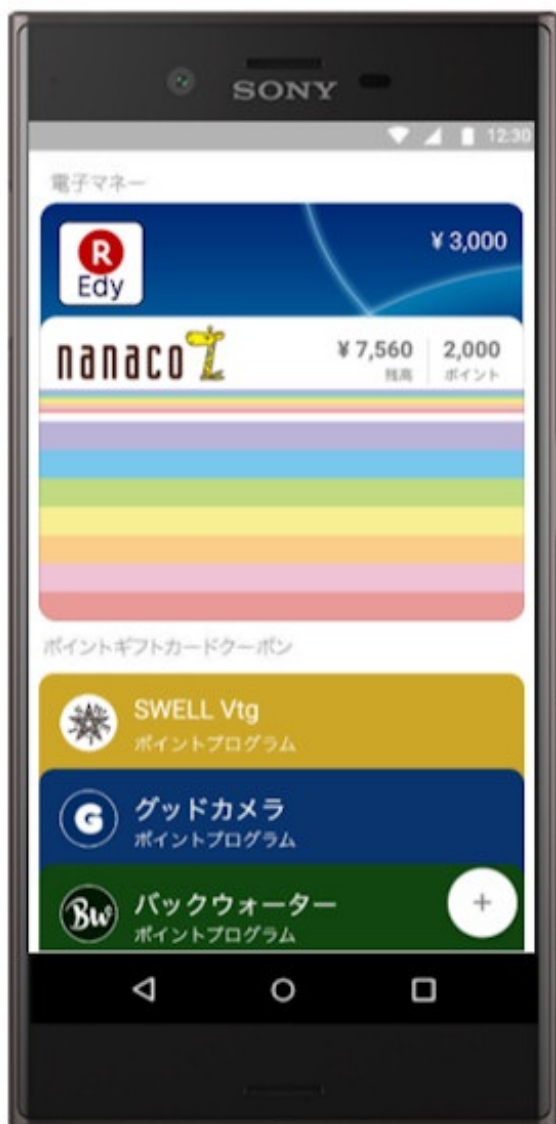 SONY
12:30
電子マネー
R
Edy
¥ 3,000
nanaco
¥ 7,560
残高
2,000
ポイント
ポイントギフトカードクーポン
SWELL Vtg
ポイントプログラム
G
グッドカメラ
ポイントプログラム
Bw
バックウォーター
ポイントプログラム
+